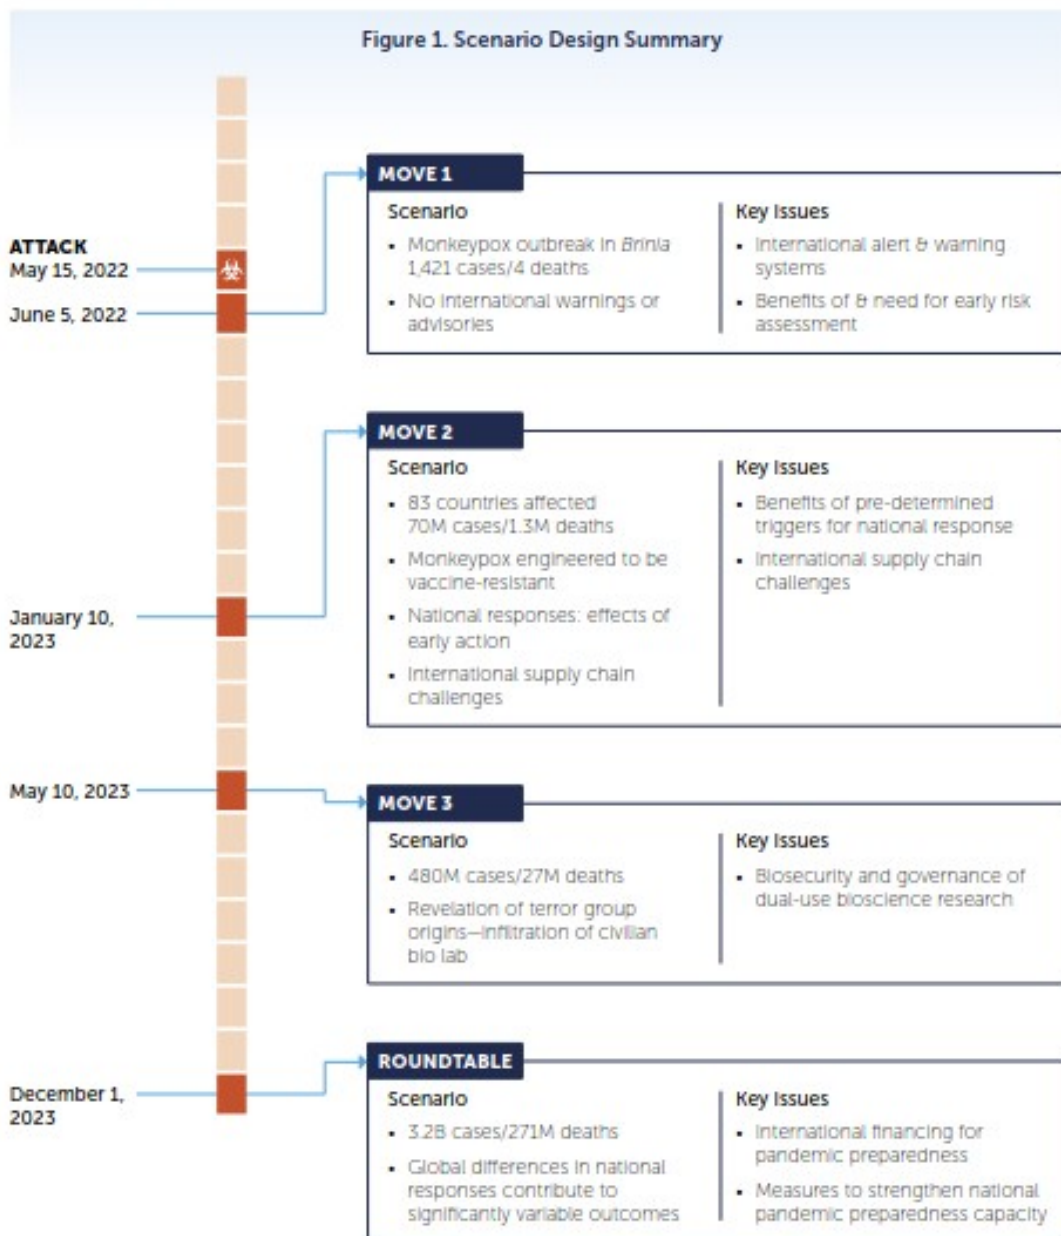 Figure 1. Scenario Design Summary
ATTACK
May 15, 2022
June 5, 2022
MOVE 1
Scenario
• Monkeypox outbreak in Brinia
1,421 cases/4 deaths
• No international warnings or
advisories
Key Issues
• International alert & warning
systems
• Benefits of & need for early risk
assessment
January 10,
2023
MOVE 2
Scenario
• 83 countries affected
70M cases/1.3M deaths
• Monkeypox engineered to be
vaccine-resistant
• National responses: effects of
early action
• International supply chain
challenges
Key Issues
• Benefits of pre-determined
triggers for national response
• International supply chain
challenges
May 10, 2023
MOVE 3
Scenario
• 480M cases/27M deaths
• Revelation of terror group
origins—infiltration of civilian
bio lab
Key Issues
• Biosecurity and governance of
dual-use bioscience research
December 1,
2023
ROUNDTABLE
Scenario
• 3.2B cases/271M deaths
• Global differences in national
responses contribute to
significantly variable outcomes
Key Issues
• International financing for
pandemic preparedness
• Measures to strengthen national
pandemic preparedness capacity